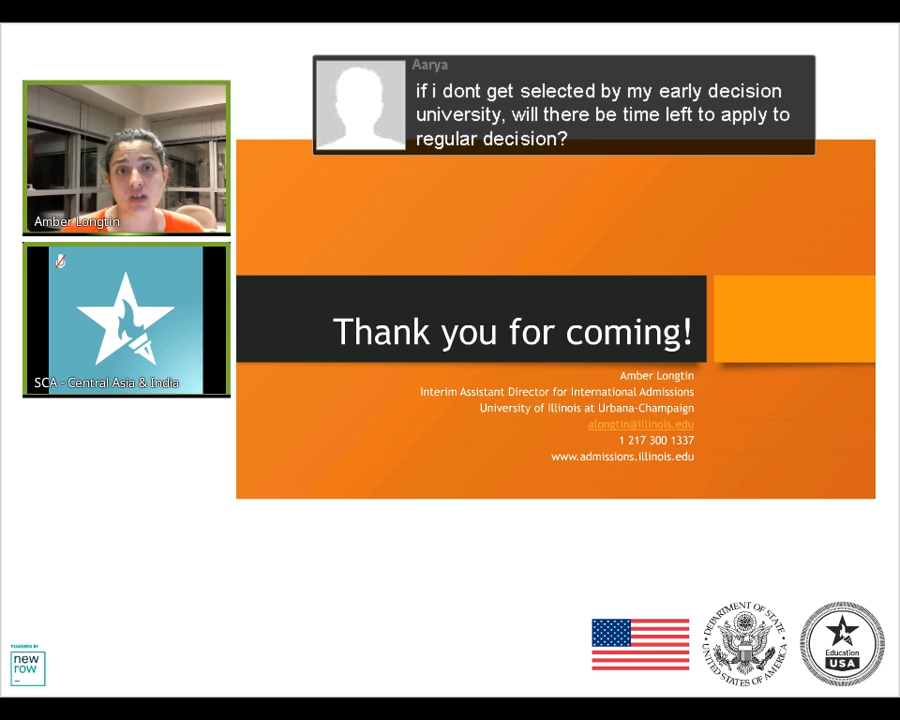 Aarya
if i dont get selected by my early decision
university, will there be time left to apply to
regular decision?
Amber Longtin
SCA - Central Asia & India
Thank you for coming!
Amber Longtin
Interim Assistant Director for International Admissions
University of Illinois at Urbana-Champaign
alongtin@illinois.edu
1 217 300 1337
www.admissions.illinois.edu
POWERED BY
new
row
DEPARTMENT OF STATE
UNITED STATES OF AMERICA
Education
USA